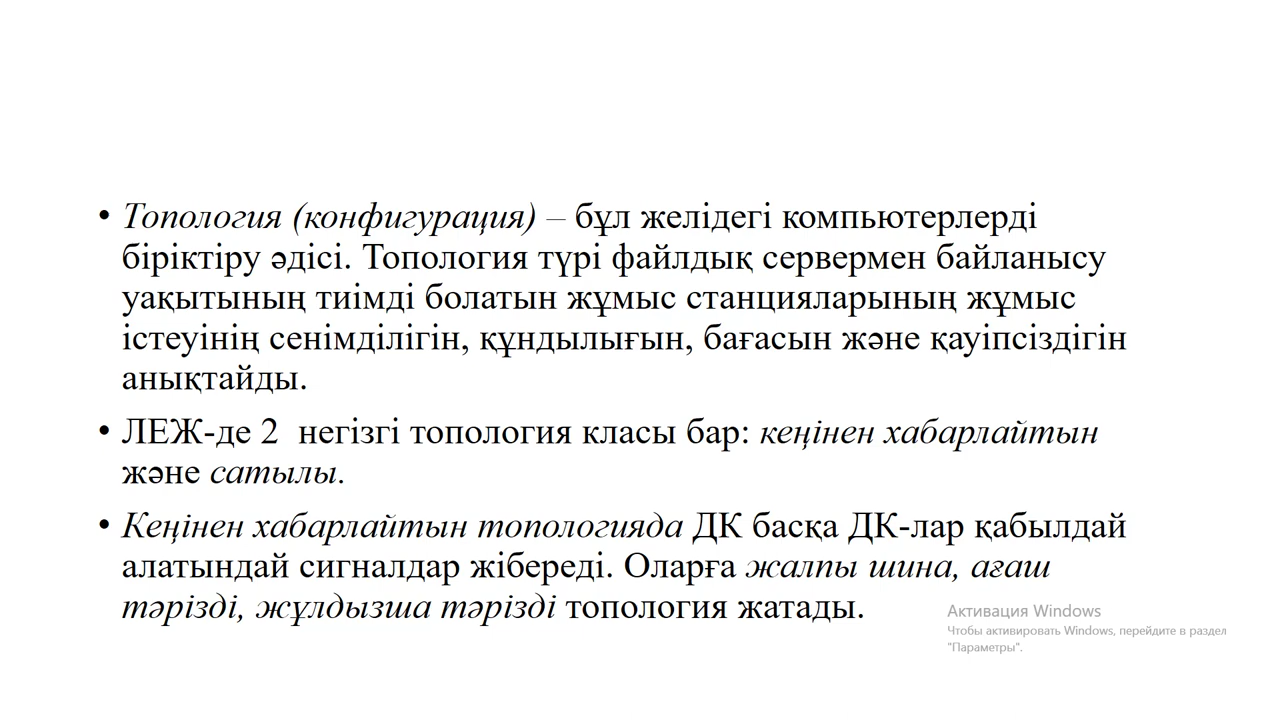 • Топология (конфигурация) – бұл желідегі компьютерлерді
біріктіру әдісі. Топология түрі файлдық сервермен байланысу
уақытының тиімді болатын жұмыс станцияларының жұмыс
істеуінің сенімділігін, құндылығын, бағасын және қауіпсіздігін
анықтайды.
• ЛЕЖ-де 2  негізгі топология класы бар: кеңінен хабарлайтын
және сатылы.
• Кеңінен хабарлайтын топологияда ДК басқа ДК-лар қабылдай
алатындай сигналдар жібереді. Оларға жалпы шина, ағаш
тәрізді, жұлдызша тәрізді топология жатады.
Активация Windows
Чтобы активировать Windows, перейдите в раздел
"Параметры".